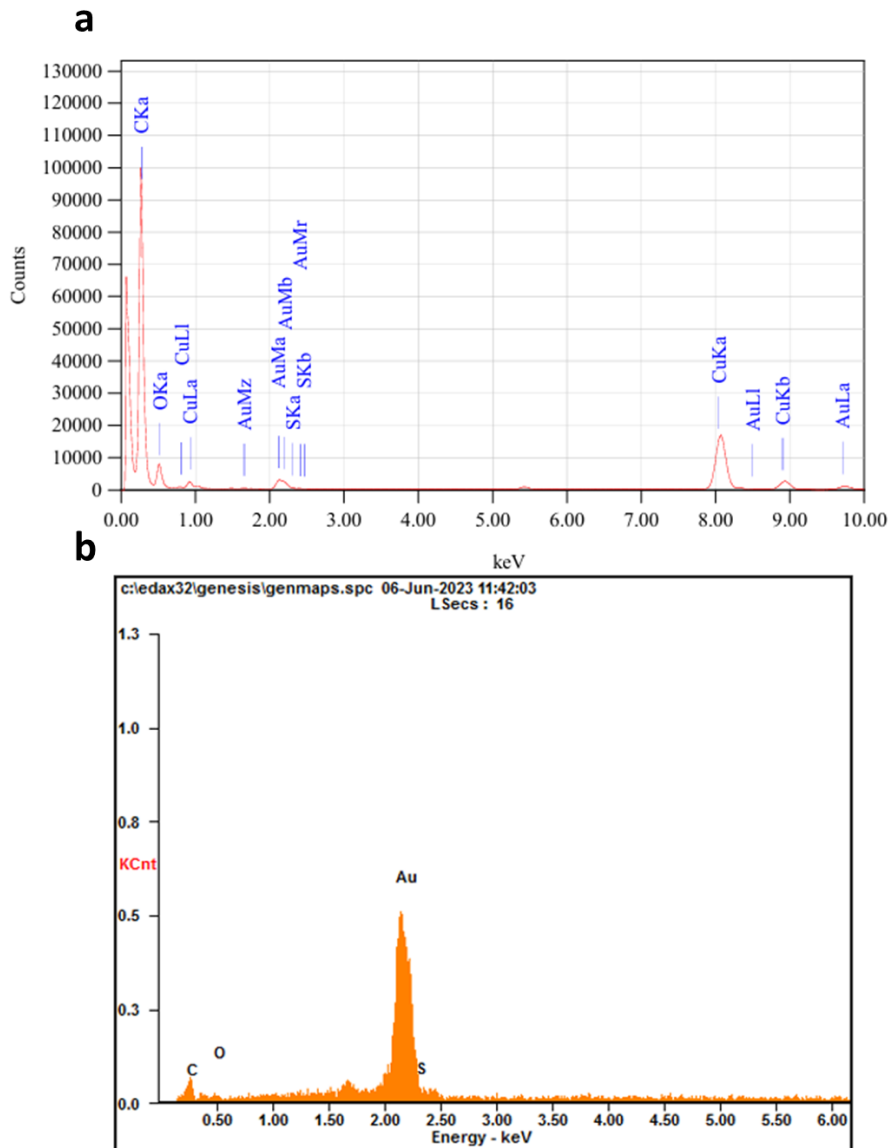 a
130000
120000
110000
100000
90000
80000
70000
60000
50000
40000
30000
20000
10000
0
Counts
CKa
OKa
CuLl
CuLa
AuMz
AuMa
AuMb
AuMr
SKa
SKb
CuKa
AuLl
CuKb
AuLa
0.00 1.00 2.00 3.00 4.00 5.00 6.00 7.00 8.00 9.00 10.00
keV
b
c:\edax32\genesis\genmaps.spc 06-Jun-2023 11:42:03
LSecs : 16
1.3
1.0
0.8
KCnt
0.5
0.3
0.0
Au
O
C
S
0.50 1.00 1.50 2.00 2.50 3.00 3.50 4.00 4.50 5.00 5.50 6.00
Energy - keV